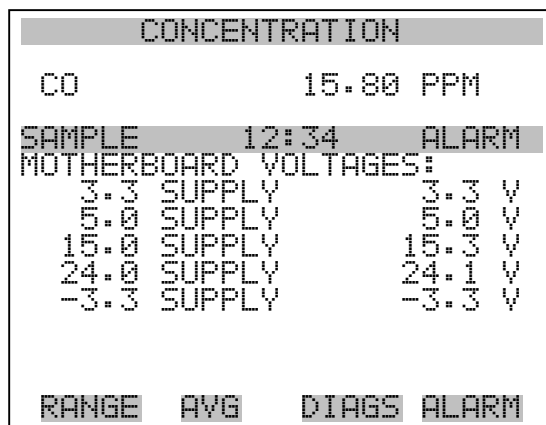 CONCENTRATION
CO 15.80 PPM
SAMPLE 12:34 ALARM
MOTHERBOARD VOLTAGES:
3.3 SUPPLY 3.3 V
5.0 SUPPLY 5.0 V
15.0 SUPPLY 15.3 V
24.0 SUPPLY 24.1 V
-3.3 SUPPLY -3.3 V
RANGE AVG DIAGS ALARM